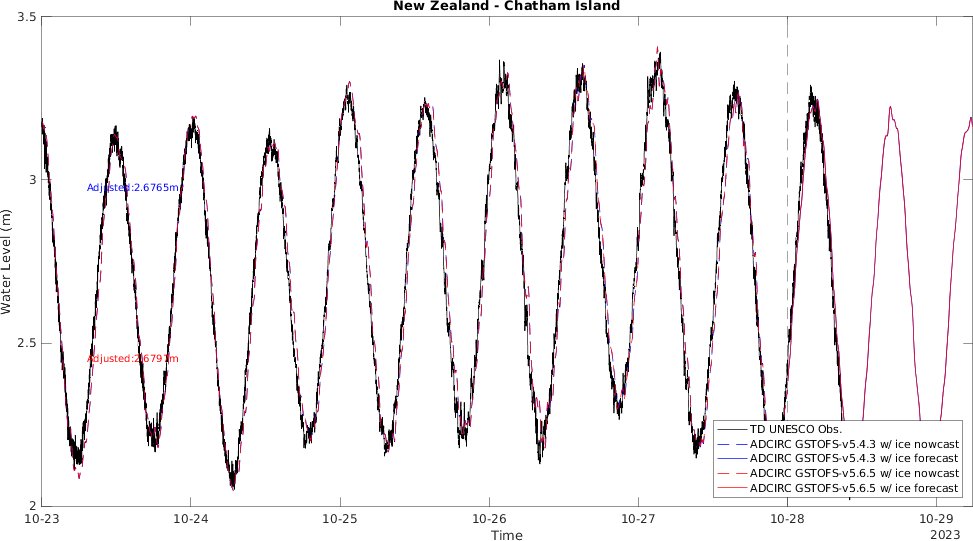 New Zealand - Chatham Island
3.5
3
2.5
2
Water Level (m)
Adjusted:2.6765m
Adjusted:2.6797m
TD UNESCO Obs.
ADCIRC GSTOFS-v5.4.3 w/ ice nowcast
ADCIRC GSTOFS-v5.4.3 w/ ice forecast
ADCIRC GSTOFS-v5.6.5 w/ ice nowcast
ADCIRC GSTOFS-v5.6.5 w/ ice forecast
10-23 10-24 10-25 10-26 10-27 10-28 10-29
Time
2023